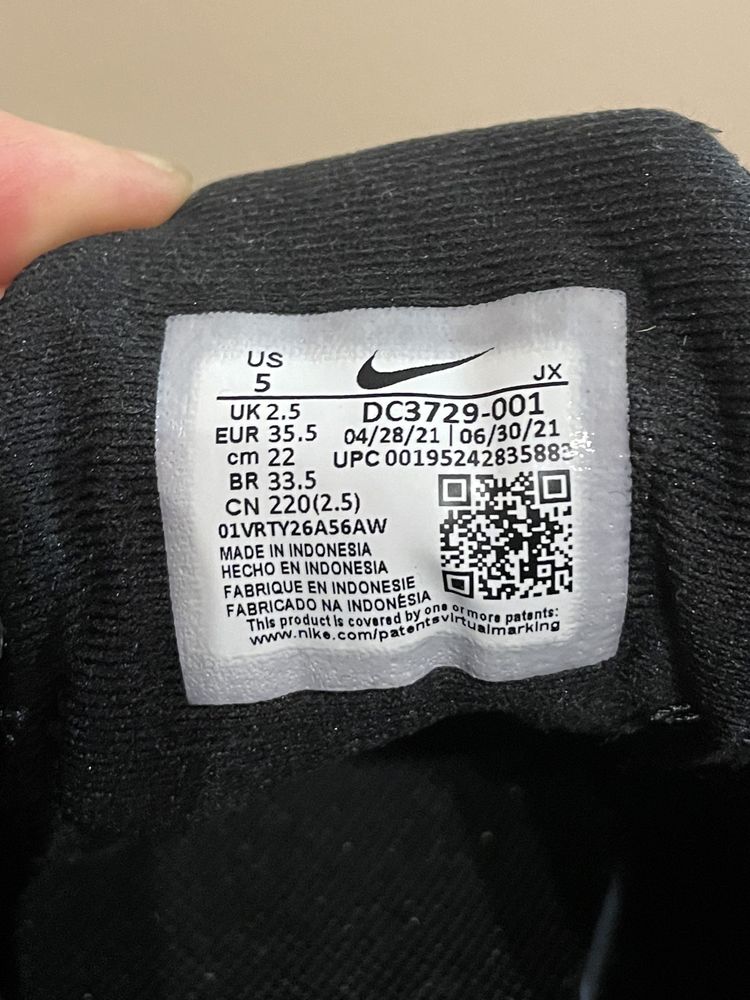 US
5
JX
UK 2.5
DC3729-001
EUR 35.5
04/28/21 | 06/30/21
cm 22
UPC 00195242835883
BR 33.5
CN 220(2.5)
01VRTY26A56AW
MADE IN INDONESIA
HECHO EN INDONESIA
FABRIQUE EN INDONESIE
FABRICADO NA INDONÉSIA
This product is covered by one or more patents:
www.nike.com/patentsvirtualmarking